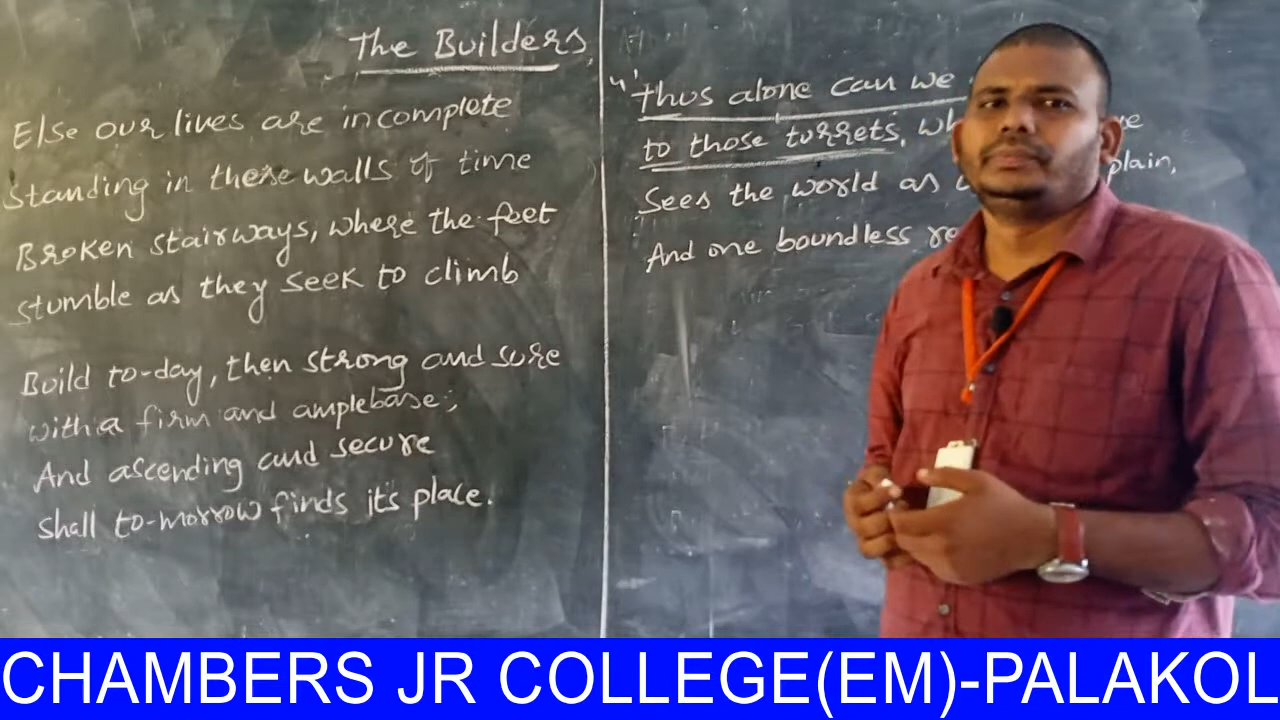 The Builders
Else our lives are incomplete
Standing in these walls of time
Broken stairways, where the feet
stumble as they seek to climb
Build to-day, then strong and sure
with a firm and ample base;
And ascending and secure
shall to-morrow finds its place.
"Thus alone can we
to those turrets,
Sees the world as plain,
And one boundless
CHAMBERS JR COLLEGE(EM)-PALAKOL